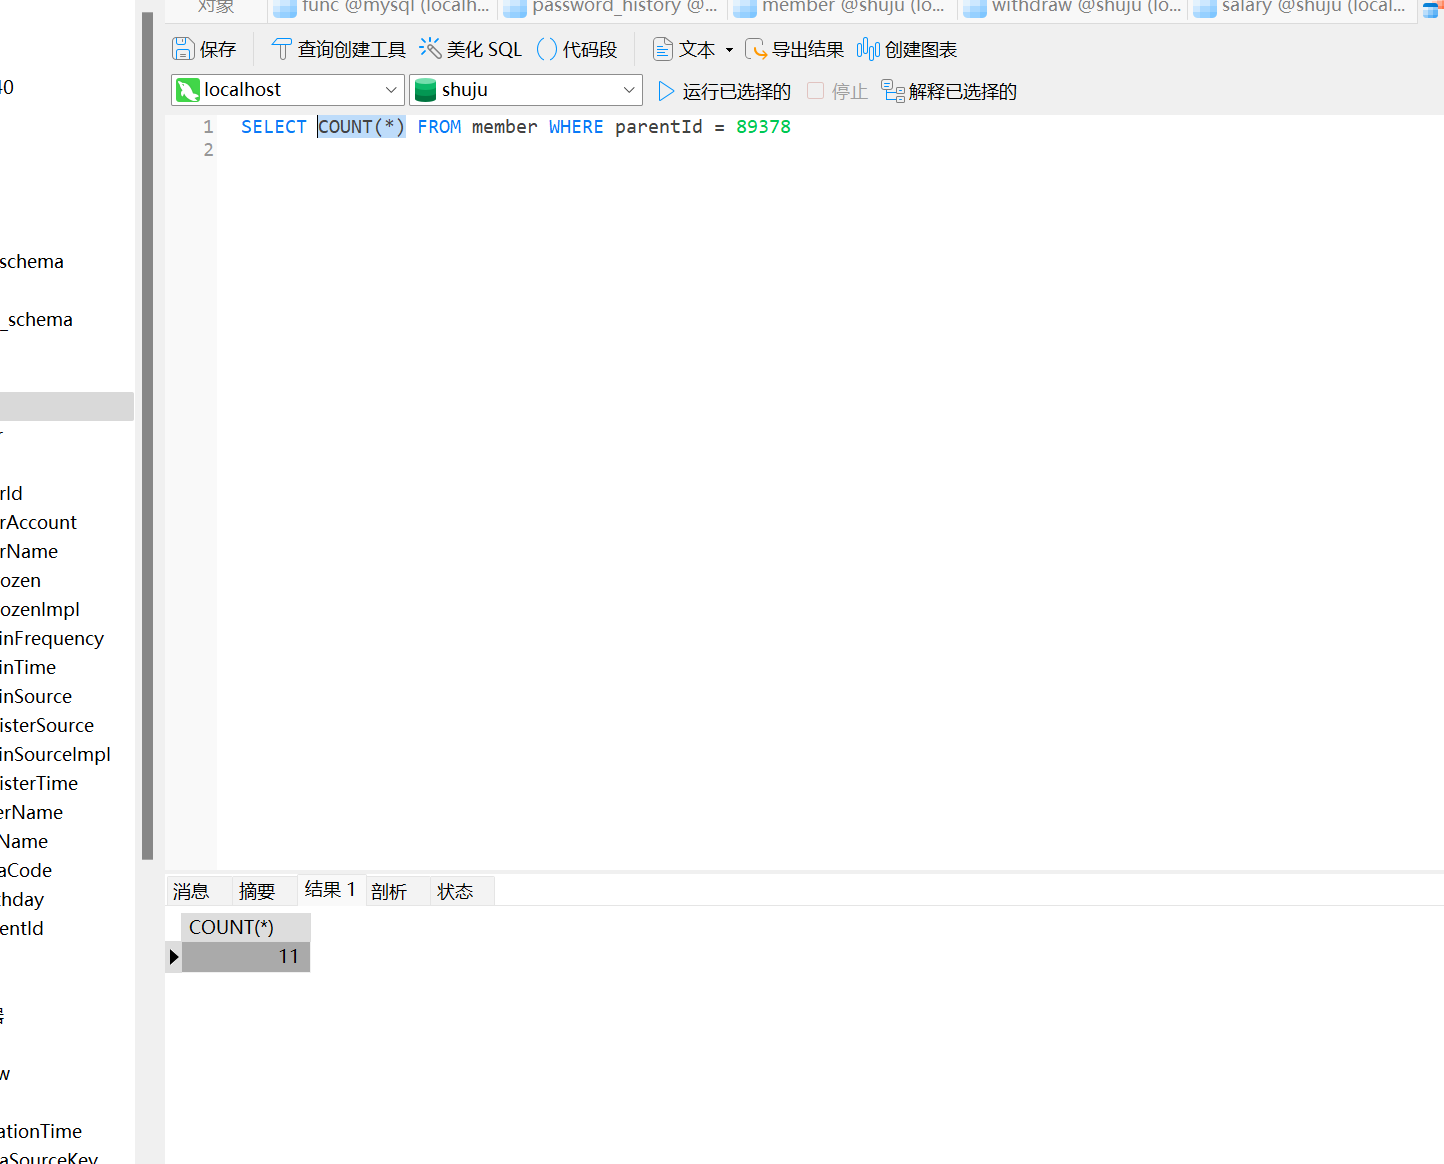 对象 func @mysql (localh... password_history @... member @shuju (lo... withdraw @shuju (lo... salary @shuju (local...
保存 查询创建工具 美化 SQL () 代码段 文本 导出结果 创建图表
localhost shuju 运行已选择的 停止 解释已选择的
1 SELECT COUNT(*) FROM member WHERE parentId = 89378
2
40
schema
_schema
r
rId
rAccount
rName
ozen
ozenImpl
inFrequency
inTime
inSource
isterSource
inSourceImpl
isterTime
erName
Name
aCode
hday
entId
w
ationTime
aSourceKey
消息 摘要 结果 1 剖析 状态
COUNT(*)
11